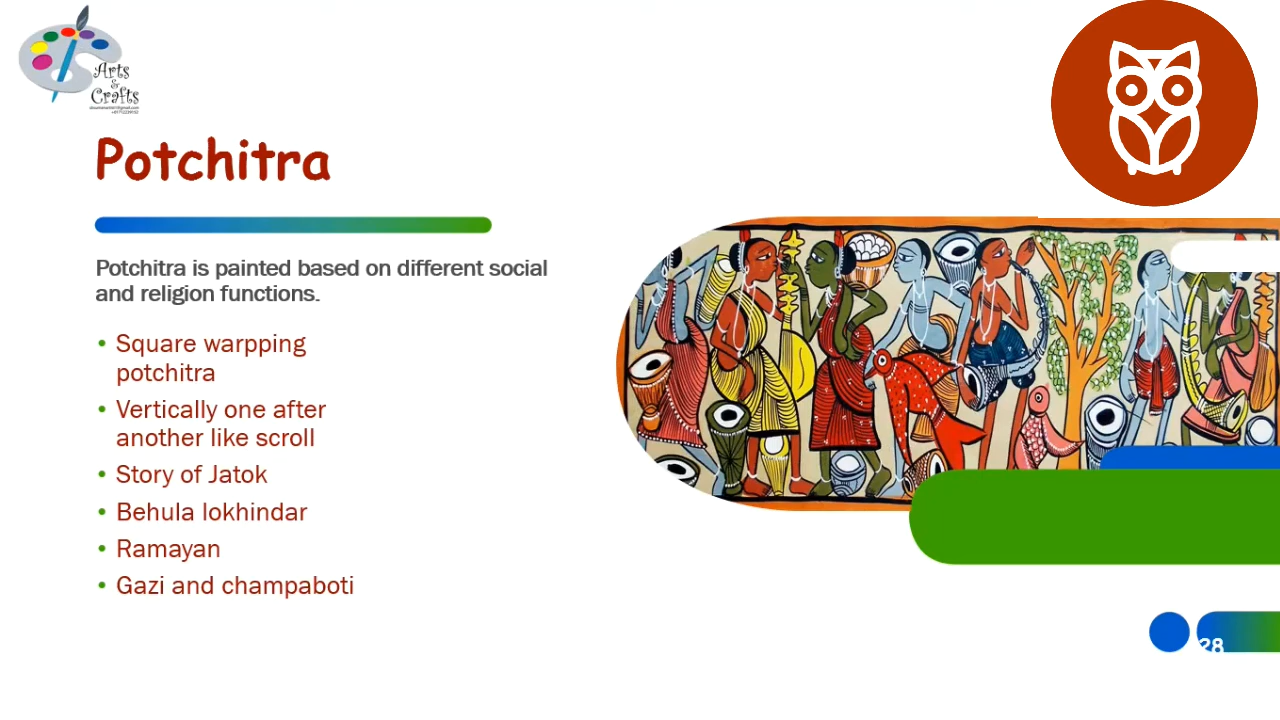 Arts
&
Crafts
Potchitra
Potchitra is painted based on different social
and religion functions.
• Square warpping
potchitra
• Vertically one after
another like scroll
• Story of Jatok
• Behula lokhindar
• Ramayan
• Gazi and champaboti
28